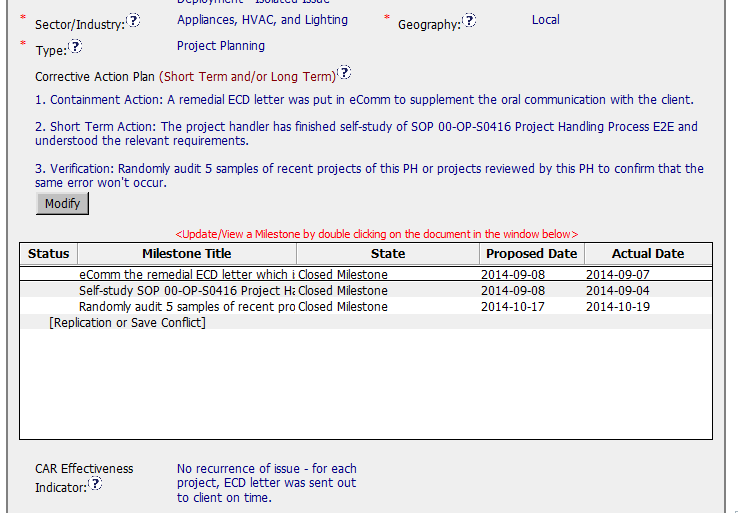 Deployment - Isolated Issue
* Sector/Industry: ? Appliances, HVAC, and Lighting * Geography: ? Local
* Type: ? Project Planning
Corrective Action Plan (Short Term and/or Long Term) ?
1. Containment Action: A remedial ECD letter was put in eComm to supplement the oral communication with the client.
2. Short Term Action: The project handler has finished self-study of SOP 00-OP-S0416 Project Handling Process E2E and
understood the relevant requirements.
3. Verification: Randomly audit 5 samples of recent projects of this PH or projects reviewed by this PH to confirm that the
same error won't occur.
Modify
<Update/View a Milestone by double clicking on the document in the window below>
Status Milestone Title State Proposed Date Actual Date
eComm the remedial ECD letter which i Closed Milestone 2014-09-08 2014-09-07
Self-study SOP 00-OP-S0416 Project Ha Closed Milestone 2014-09-08 2014-09-04
Randomly audit 5 samples of recent pro Closed Milestone 2014-10-17 2014-10-19
[Replication or Save Conflict]
CAR Effectiveness No recurrence of issue - for each
Indicator: ? project, ECD letter was sent out
to client on time.